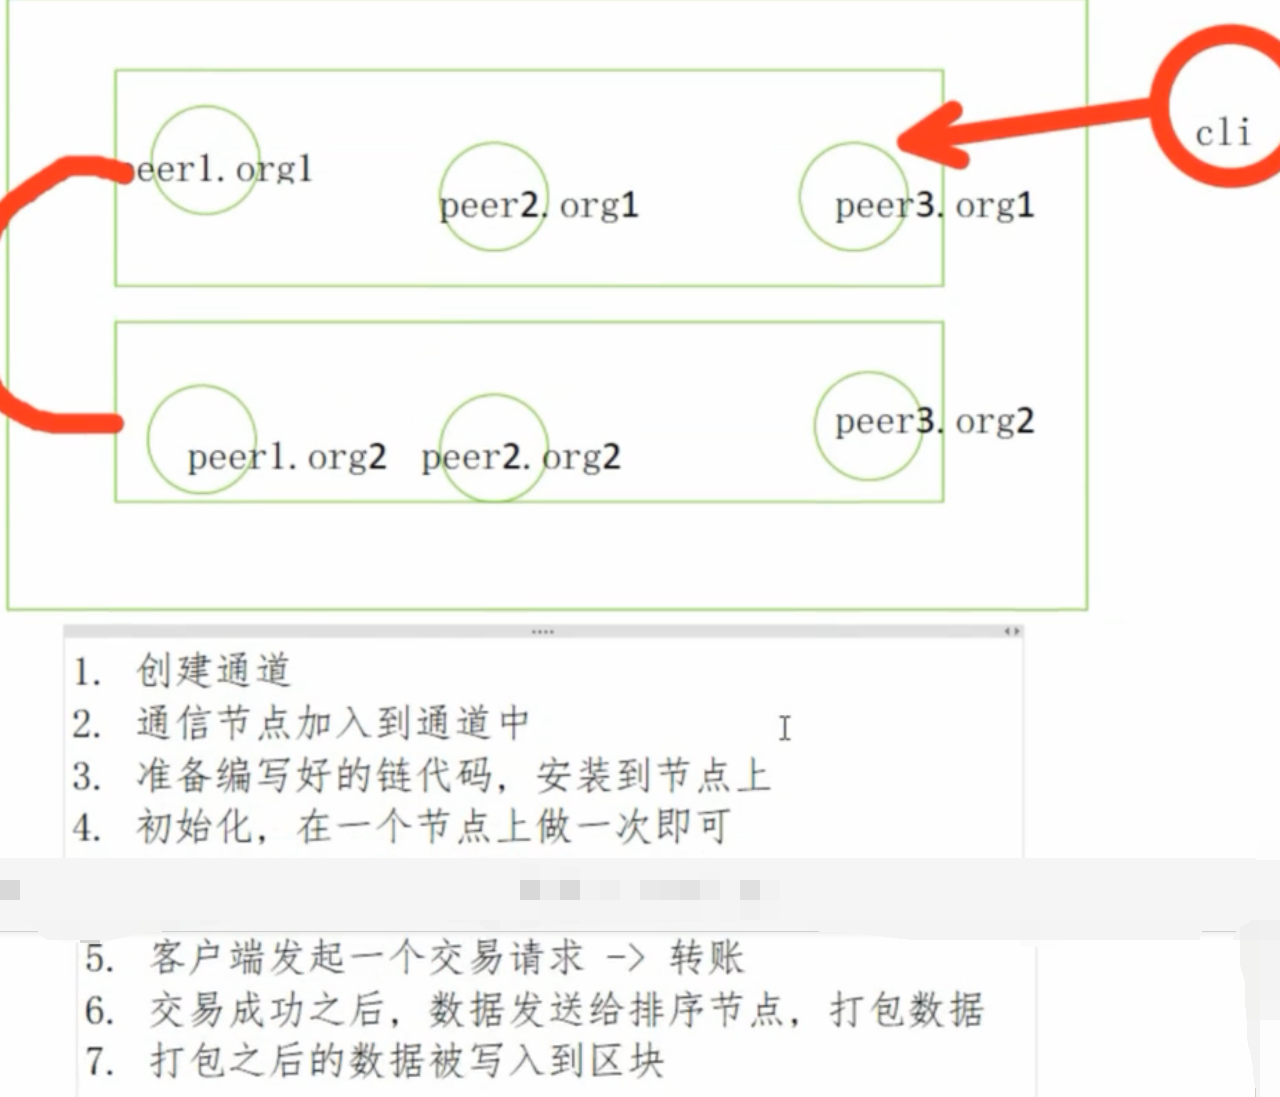 cli
peer1.org1
peer2.org1
peer3.org1
peer3.org2
peer1.org2
peer2.org2
1. 创建通道
2. 通信节点加入到通道中
3. 准备编写好的链代码，安装到节点上
4. 初始化，在一个节点上做一次即可
5. 客户端发起一个交易请求 -> 转账
6. 交易成功之后，数据发送给排序节点，打包数据
7. 打包之后的数据被写入到区块